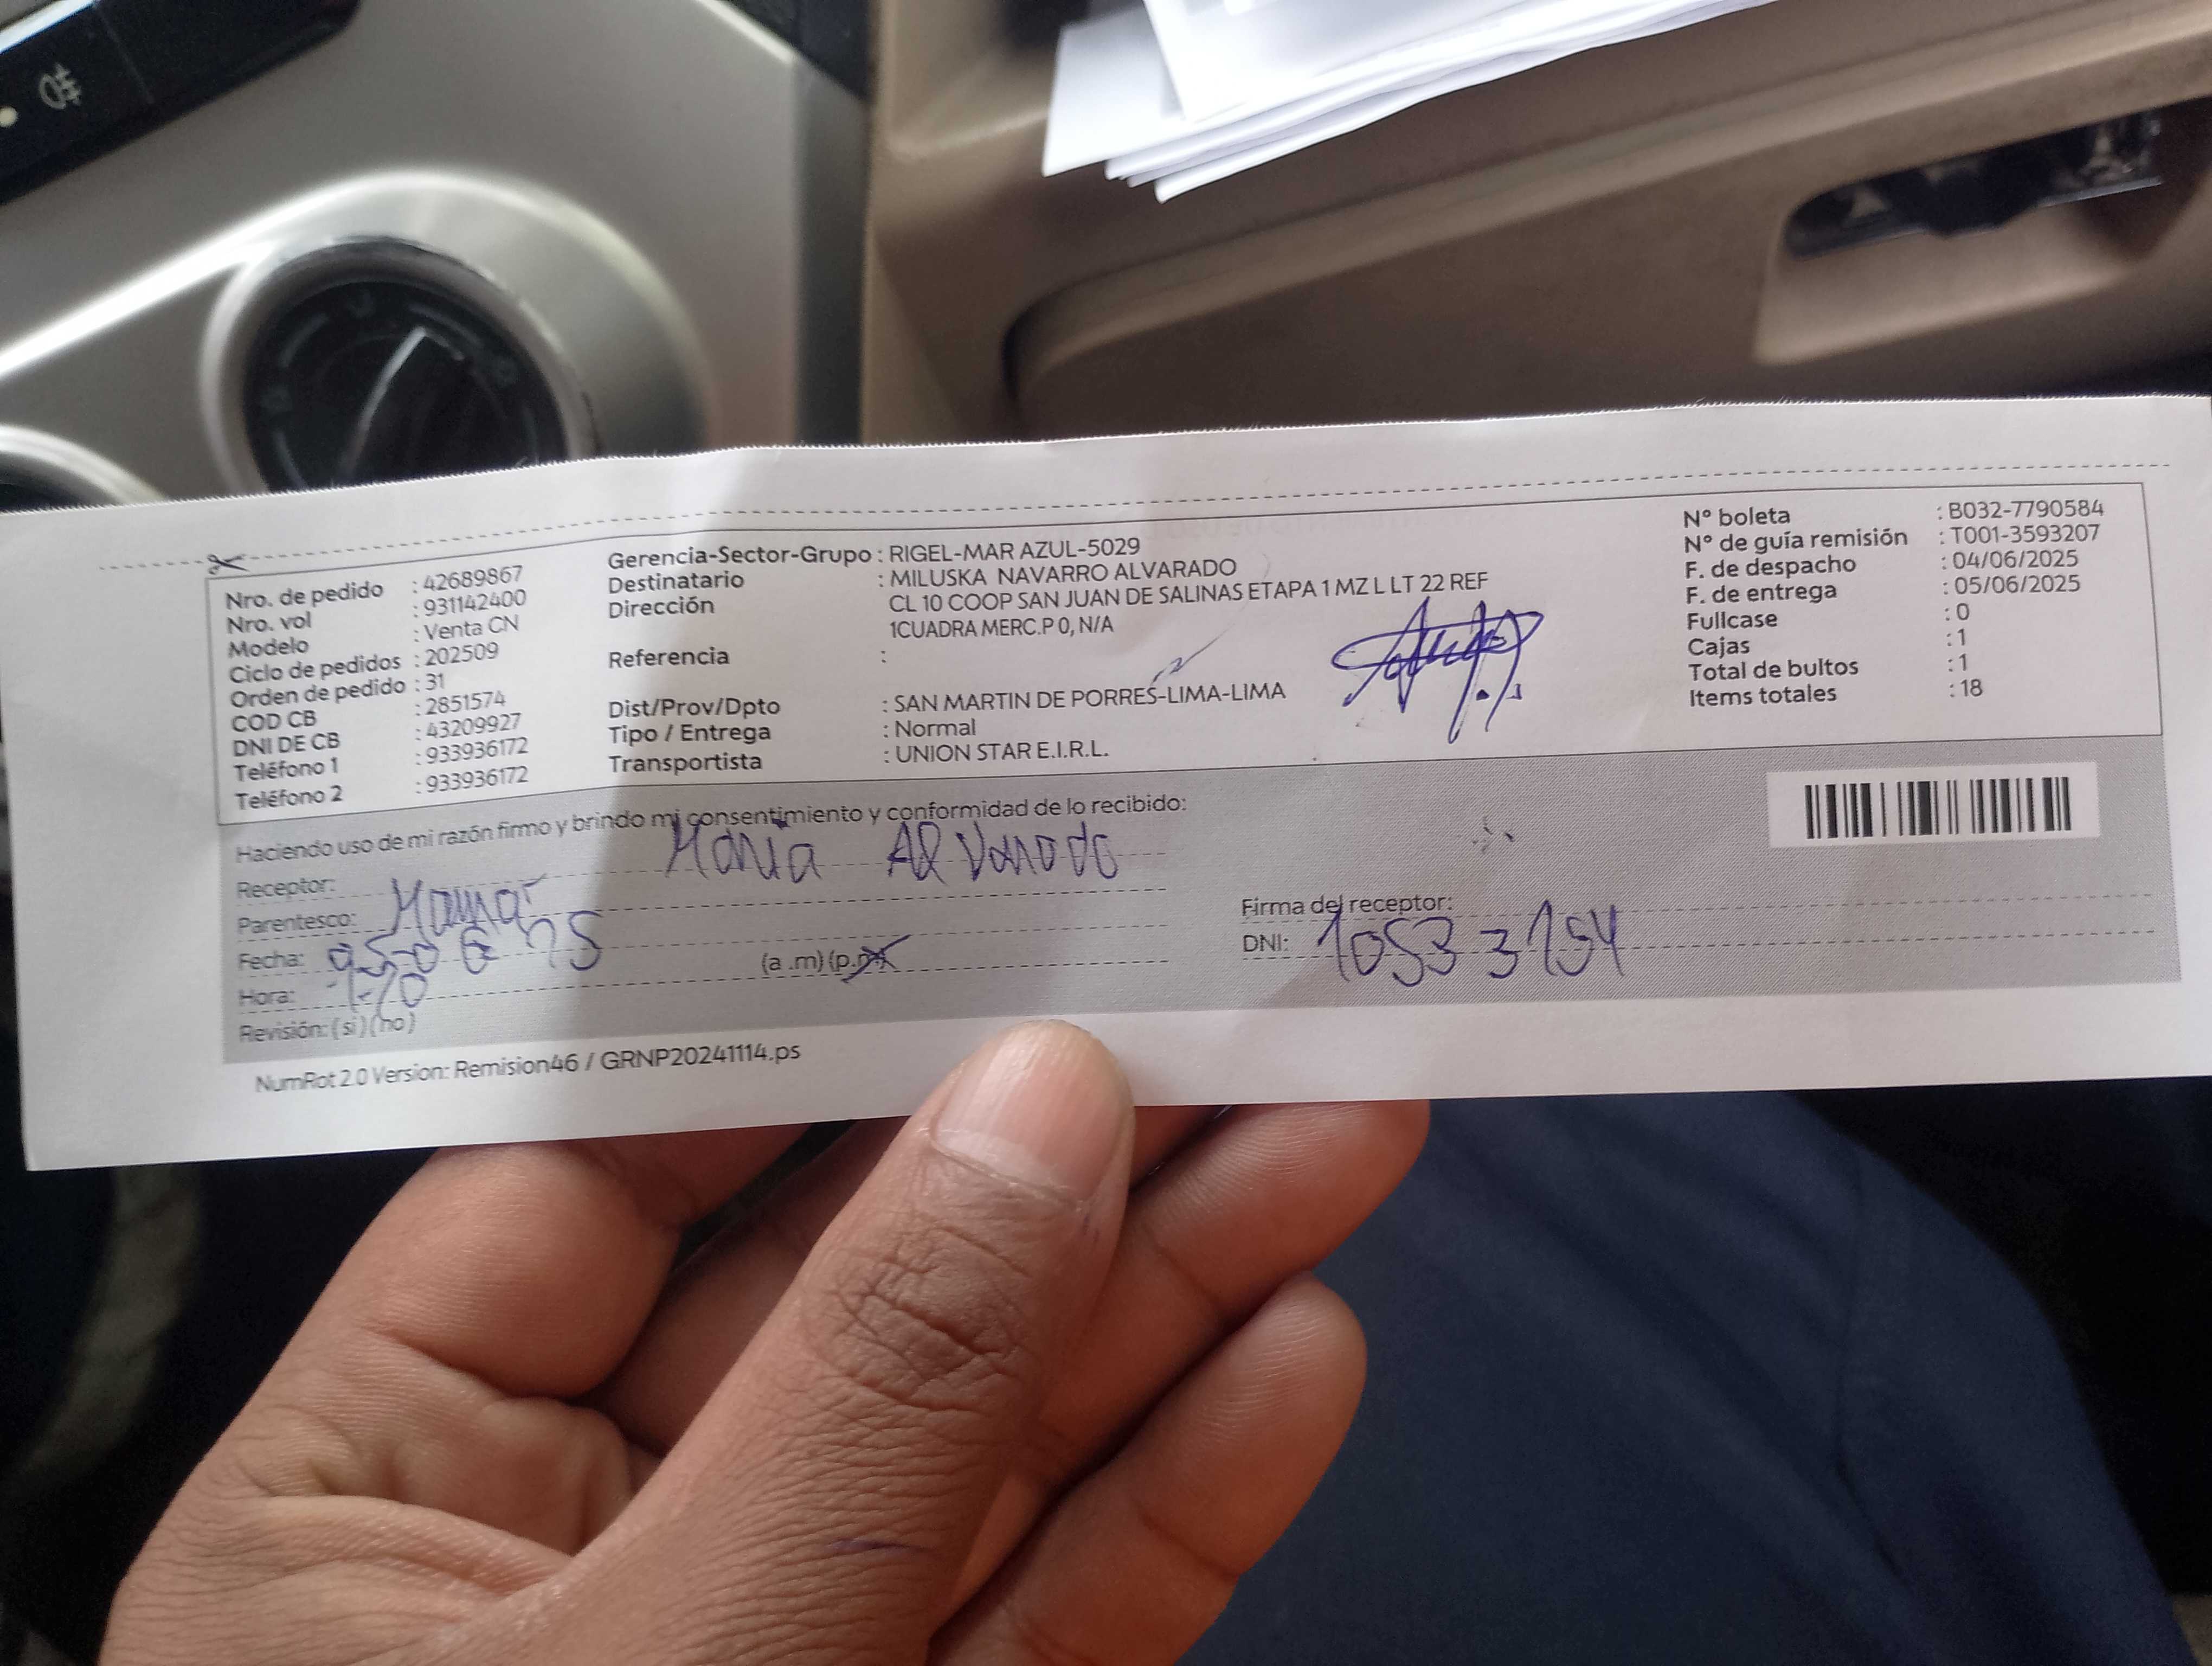 Nro. de pedido : 42689867
Nro. vol : 931142400
Modelo : Venta CN
Ciclo de pedidos : 202509
Orden de pedido : 31
COD CB : 2851574
DNI DE CB : 43209927
Teléfono 1 : 933936172
Teléfono 2 : 933936172
Gerencia-Sector-Grupo : RIGEL-MAR AZUL-5029
Destinatario : MILUSKA NAVARRO ALVARADO
Dirección CL 10 COOP SAN JUAN DE SALINAS ETAPA 1 MZ L LT 22 REF
1CUADRA MERC.P 0, N/A
Referencia :
Dist/Prov/Dpto : SAN MARTIN DE PORRES-LIMA-LIMA
Tipo / Entrega : Normal
Transportista : UNION STAR E.I.R.L.
N° boleta : B032-7790584
N° de guía remisión : T001-3593207
F. de despacho : 04/06/2025
F. de entrega : 05/06/2025
Fullcase : 0
Cajas : 1
Total de bultos : 1
Items totales : 18
Haciendo uso de mi razón firmo y brindo mi consentimiento y conformidad de lo recibido:
Receptor: Maria Alvarado
Parentesco: Mamá
Fecha:
Hora: (a .m) (p.m)
Revisión: (si) (no)
Firma del receptor:
DNI: 10533154
NumRot 2.0 Version: Remision46 / GRNP20241114.ps